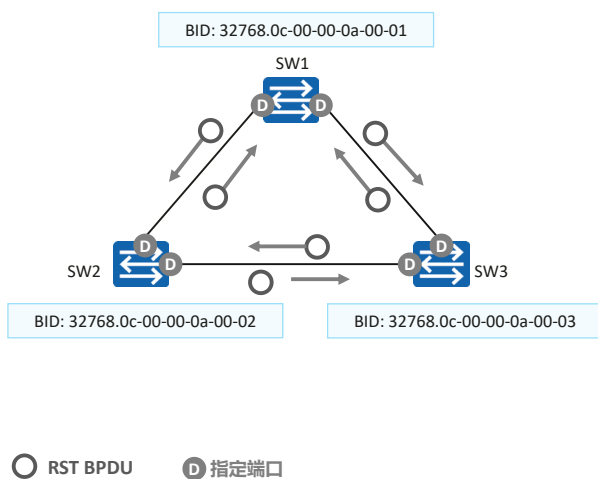 BID: 32768.0c-00-00-0a-00-01
SW1
D D
D D
SW2 D D SW3
BID: 32768.0c-00-00-0a-00-02 BID: 32768.0c-00-00-0a-00-03
RST BPDU D 指定端口